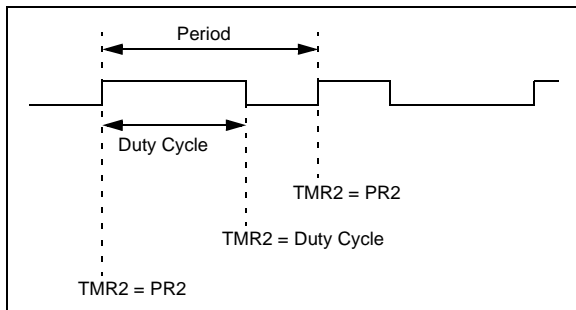 Period
Duty Cycle
TMR2 = PR2
TMR2 = Duty Cycle
TMR2 = PR2